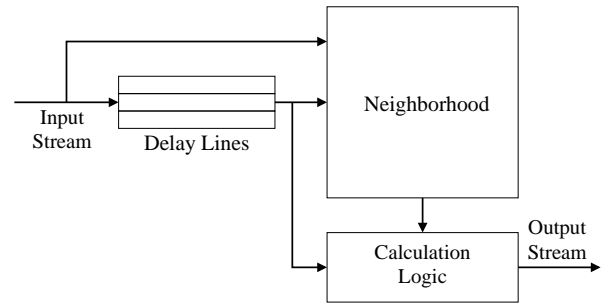 Neighborhood
Input
Stream
Delay Lines
Calculation
Logic
Output
Stream